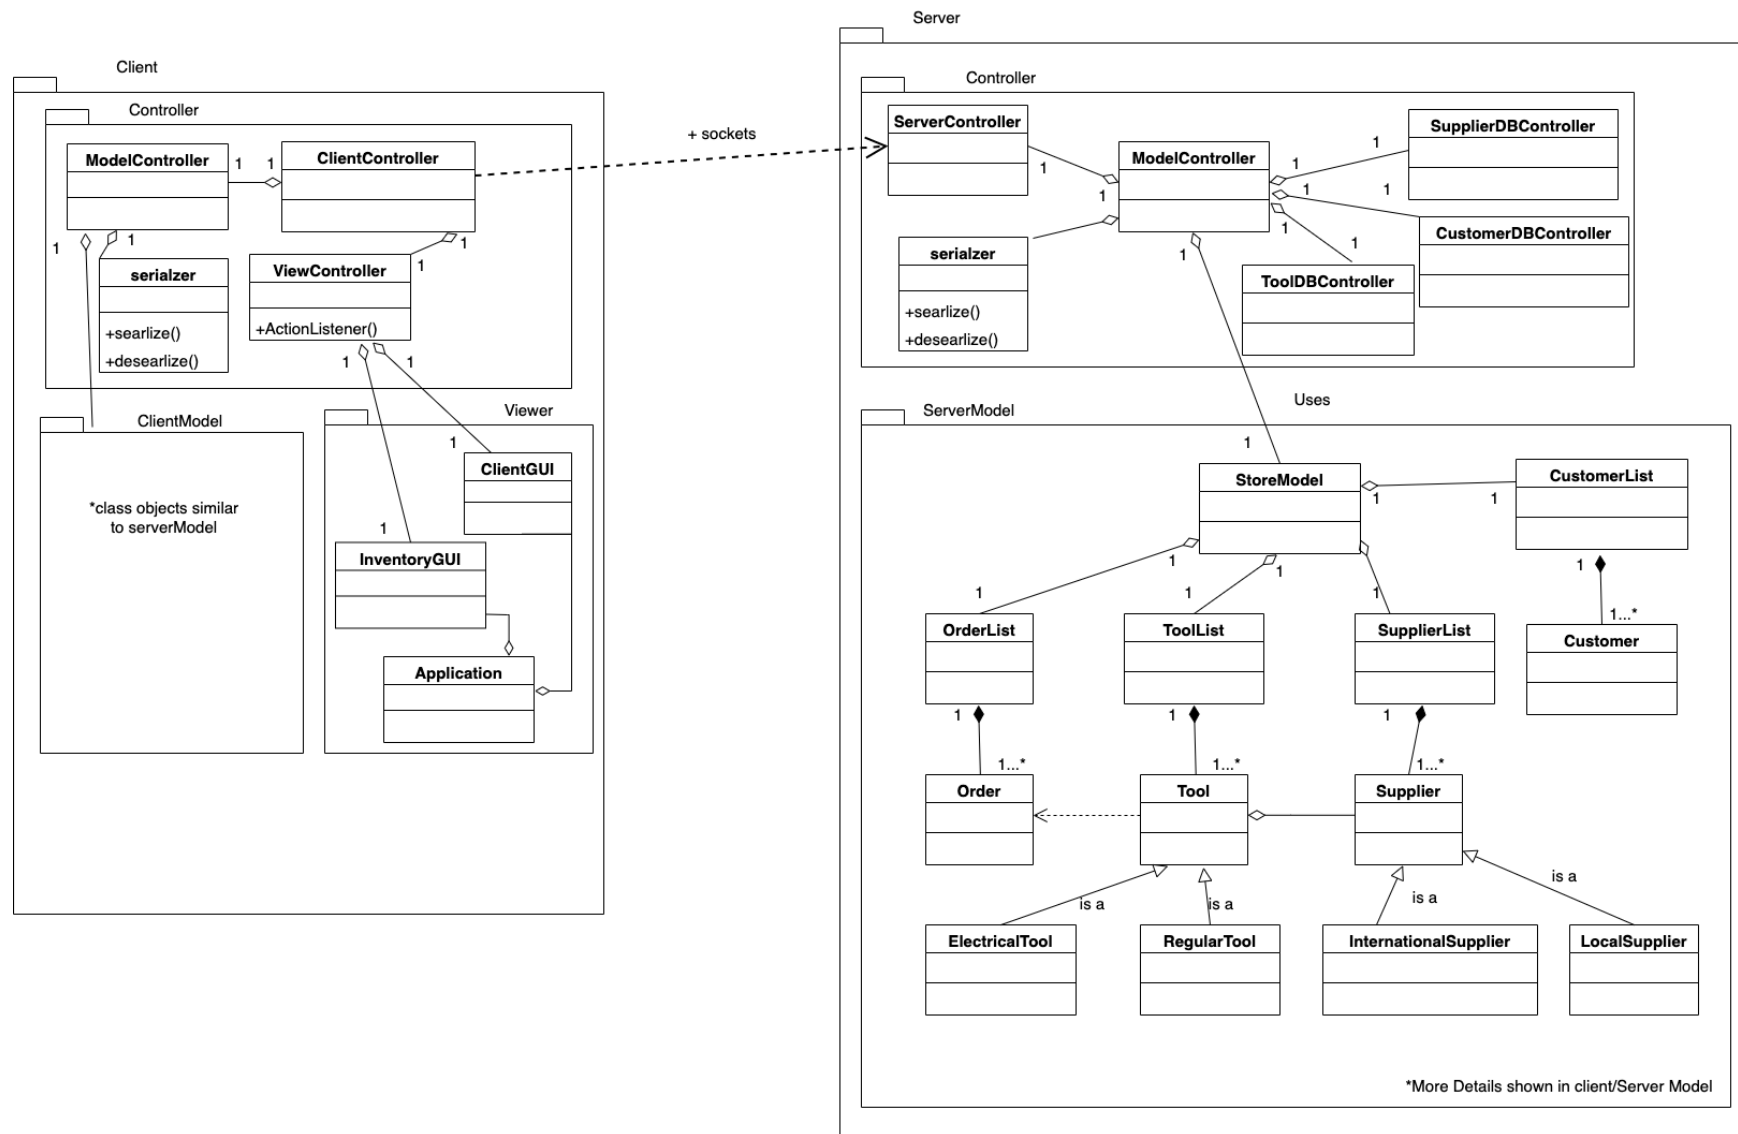 Server
Client
Controller
Controller
+ sockets
ServerController
SupplierDBController
ModelController
ClientController
ModelController
1
1
1
1
1
1
1
1
1
1
CustomerDBController
serialzer
ToolDBController
1
1
1
1
1
1
serialzer
ViewController
+searlize()
+desearlize()
+ActionListener()
+searlize()
+desearlize()
1
1
Uses
Viewer
ServerModel
ClientModel
1
1
ClientGUI
StoreModel
CustomerList
1
1
*class objects similar
to serverModel
1
InventoryGUI
1
1
1
1
1
1
1
1...*
OrderList
ToolList
SupplierList
Customer
Application
1
1
1
1...*
1...*
1...*
Order
Tool
Supplier
is a
is a
is a
is a
ElectricalTool
RegularTool
InternationalSupplier
LocalSupplier
*More Details shown in client/Server Model